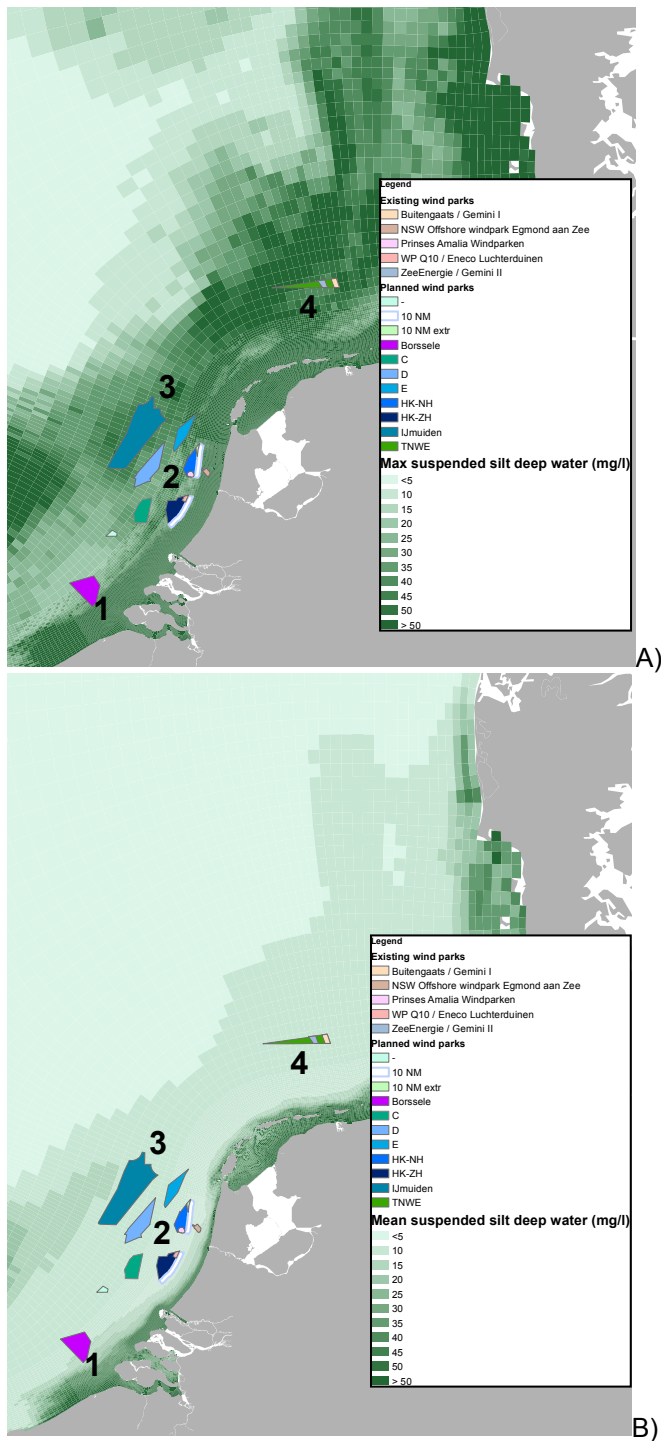 Legend
Existing wind parks
Buitengaats / Gemini I
NSW Offshore windpark Egmond aan Zee
Prinses Amalia Windparken
WP Q10 / Eneco Luchterduinen
ZeeEnergie / Gemini II
Planned wind parks
-
10 NM
10 NM extr
Borssele
C
D
E
HK-NH
HK-ZH
IJmuiden
TNWE
Max suspended silt deep water (mg/l)
<5
10
15
20
25
30
35
40
45
50
> 50
4
3
2
1
A)
Legend
Existing wind parks
Buitengaats / Gemini I
NSW Offshore windpark Egmond aan Zee
Prinses Amalia Windparken
WP Q10 / Eneco Luchterduinen
ZeeEnergie / Gemini II
Planned wind parks
-
10 NM
10 NM extr
Borssele
C
D
E
HK-NH
HK-ZH
IJmuiden
TNWE
Mean suspended silt deep water (mg/l)
<5
10
15
20
25
30
35
40
45
50
> 50
4
3
2
1
B)